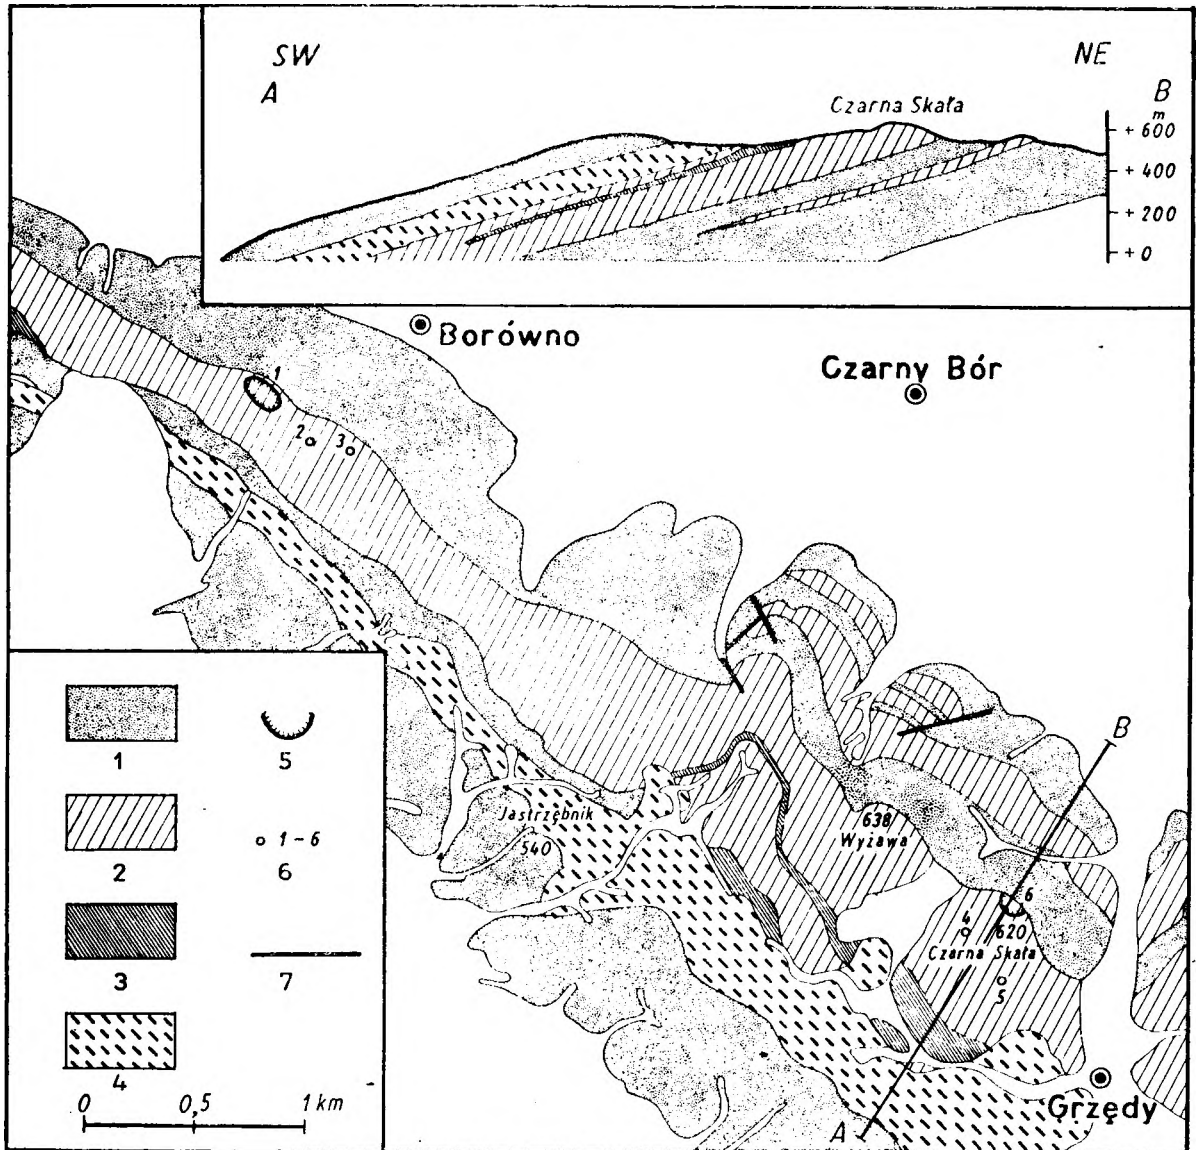 SW
NE
A
B
Czarna Skała
m
+ 600
+ 400
+ 200
+ 0
Borówno
Czarny Bór
1
2
3
B
638
Wyżawa
Jastrzębnik
540
6
4
620
Czarna Skała
5
Grzędy
A
1
5
2
1-6
6
3
7
4
0
0,5
1 km